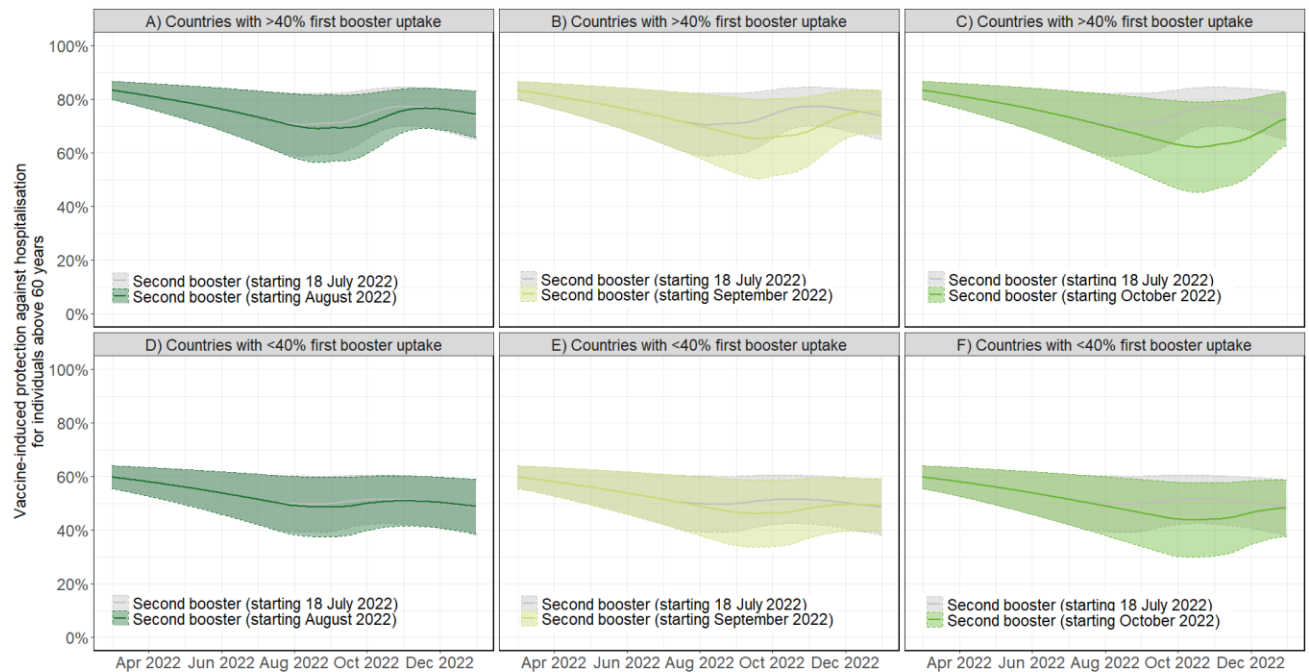 A) Countries with >40% first booster uptake
B) Countries with >40% first booster uptake
C) Countries with >40% first booster uptake
Vaccine-induced protection against hospitalisation
for individuals above 60 years
100%
80%
60%
40%
20%
0%
Second booster (starting 18 July 2022)
Second booster (starting August 2022)
Second booster (starting 18 July 2022)
Second booster (starting September 2022)
Second booster (starting 18 July 2022)
Second booster (starting October 2022)
D) Countries with <40% first booster uptake
E) Countries with <40% first booster uptake
F) Countries with <40% first booster uptake
100%
80%
60%
40%
20%
0%
Second booster (starting 18 July 2022)
Second booster (starting August 2022)
Second booster (starting 18 July 2022)
Second booster (starting September 2022)
Second booster (starting 18 July 2022)
Second booster (starting October 2022)
Apr 2022 Jun 2022 Aug 2022 Oct 2022 Dec 2022
Apr 2022 Jun 2022 Aug 2022 Oct 2022 Dec 2022
Apr 2022 Jun 2022 Aug 2022 Oct 2022 Dec 2022